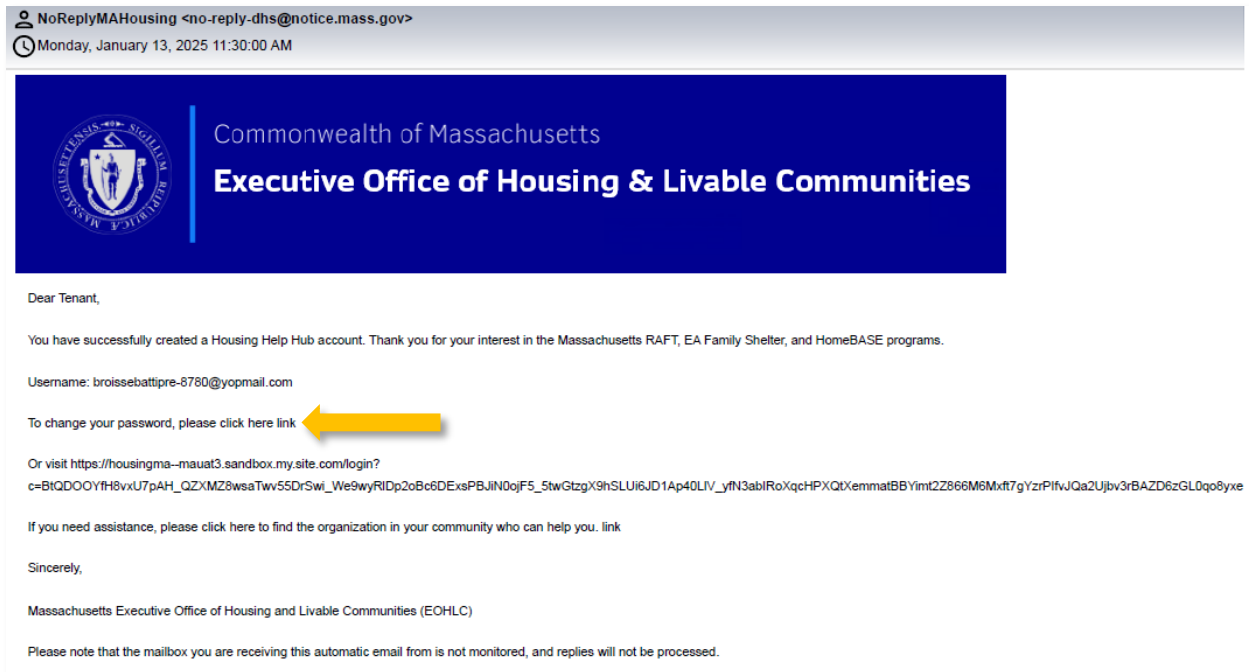 NoReplyMAHousing <no-reply-dhs@notice.mass.gov>
Monday, January 13, 2025 11:30:00 AM
Commonwealth of Massachusetts
Executive Office of Housing & Livable Communities
Dear Tenant,
You have successfully created a Housing Help Hub account. Thank you for your interest in the Massachusetts RAFT, EA Family Shelter, and HomeBASE programs.
Username: broissebattipre-8780@yopmail.com
To change your password, please click here link
Or visit https://housingma--mauat3.sandbox.my.site.com/login?
If you need assistance, please click here to find the organization in your community who can help you. link
Sincerely,
Massachusetts Executive Office of Housing and Livable Communities (EOHLC)
Please note that the mailbox you are receiving this automatic email from is not monitored, and replies will not be processed.